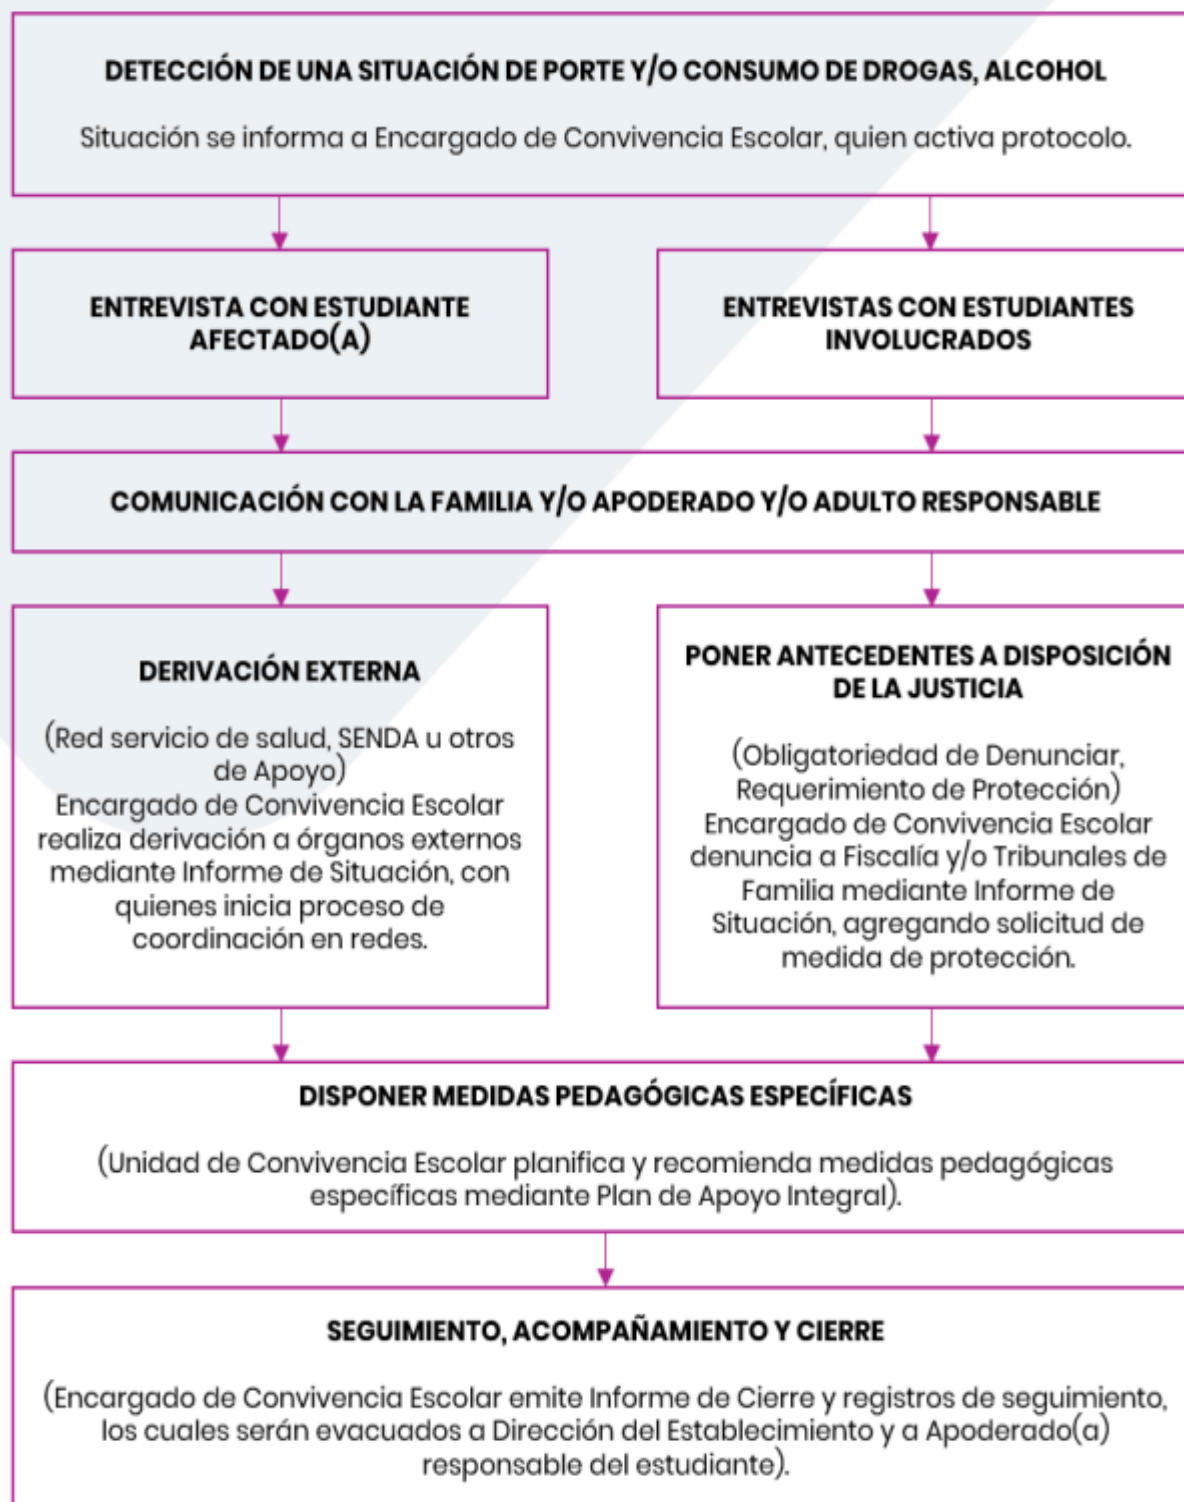 DETECCIÓN DE UNA SITUACIÓN DE PORTE Y/O CONSUMO DE DROGAS, ALCOHOL
Situación se informa a Encargado de Convivencia Escolar, quien activa protocolo.
ENTREVISTA CON ESTUDIANTE
AFECTADO(A)
ENTREVISTAS CON ESTUDIANTES
INVOLUCRADOS
COMUNICACIÓN CON LA FAMILIA Y/O APODERADO Y/O ADULTO RESPONSABLE
DERIVACIÓN EXTERNA
(Red servicio de salud, SENDA u otros
de Apoyo)
Encargado de Convivencia Escolar
realiza derivación a órganos externos
mediante Informe de Situación, con
quienes inicia proceso de
coordinación en redes.
PONER ANTECEDENTES A DISPOSICIÓN
DE LA JUSTICIA
(Obligatoriedad de Denunciar,
Requerimiento de Protección)
Encargado de Convivencia Escolar
denuncia a Fiscalía y/o Tribunales de
Familia mediante Informe de
Situación, agregando solicitud de
medida de protección.
DISPONER MEDIDAS PEDAGÓGICAS ESPECÍFICAS
(Unidad de Convivencia Escolar planifica y recomienda medidas pedagógicas
específicas mediante Plan de Apoyo Integral).
SEGUIMIENTO, ACOMPAÑAMIENTO Y CIERRE
(Encargado de Convivencia Escolar emite Informe de Cierre y registros de seguimiento,
los cuales serán evacuados a Dirección del Establecimiento y a Apoderado(a)
responsable del estudiante).